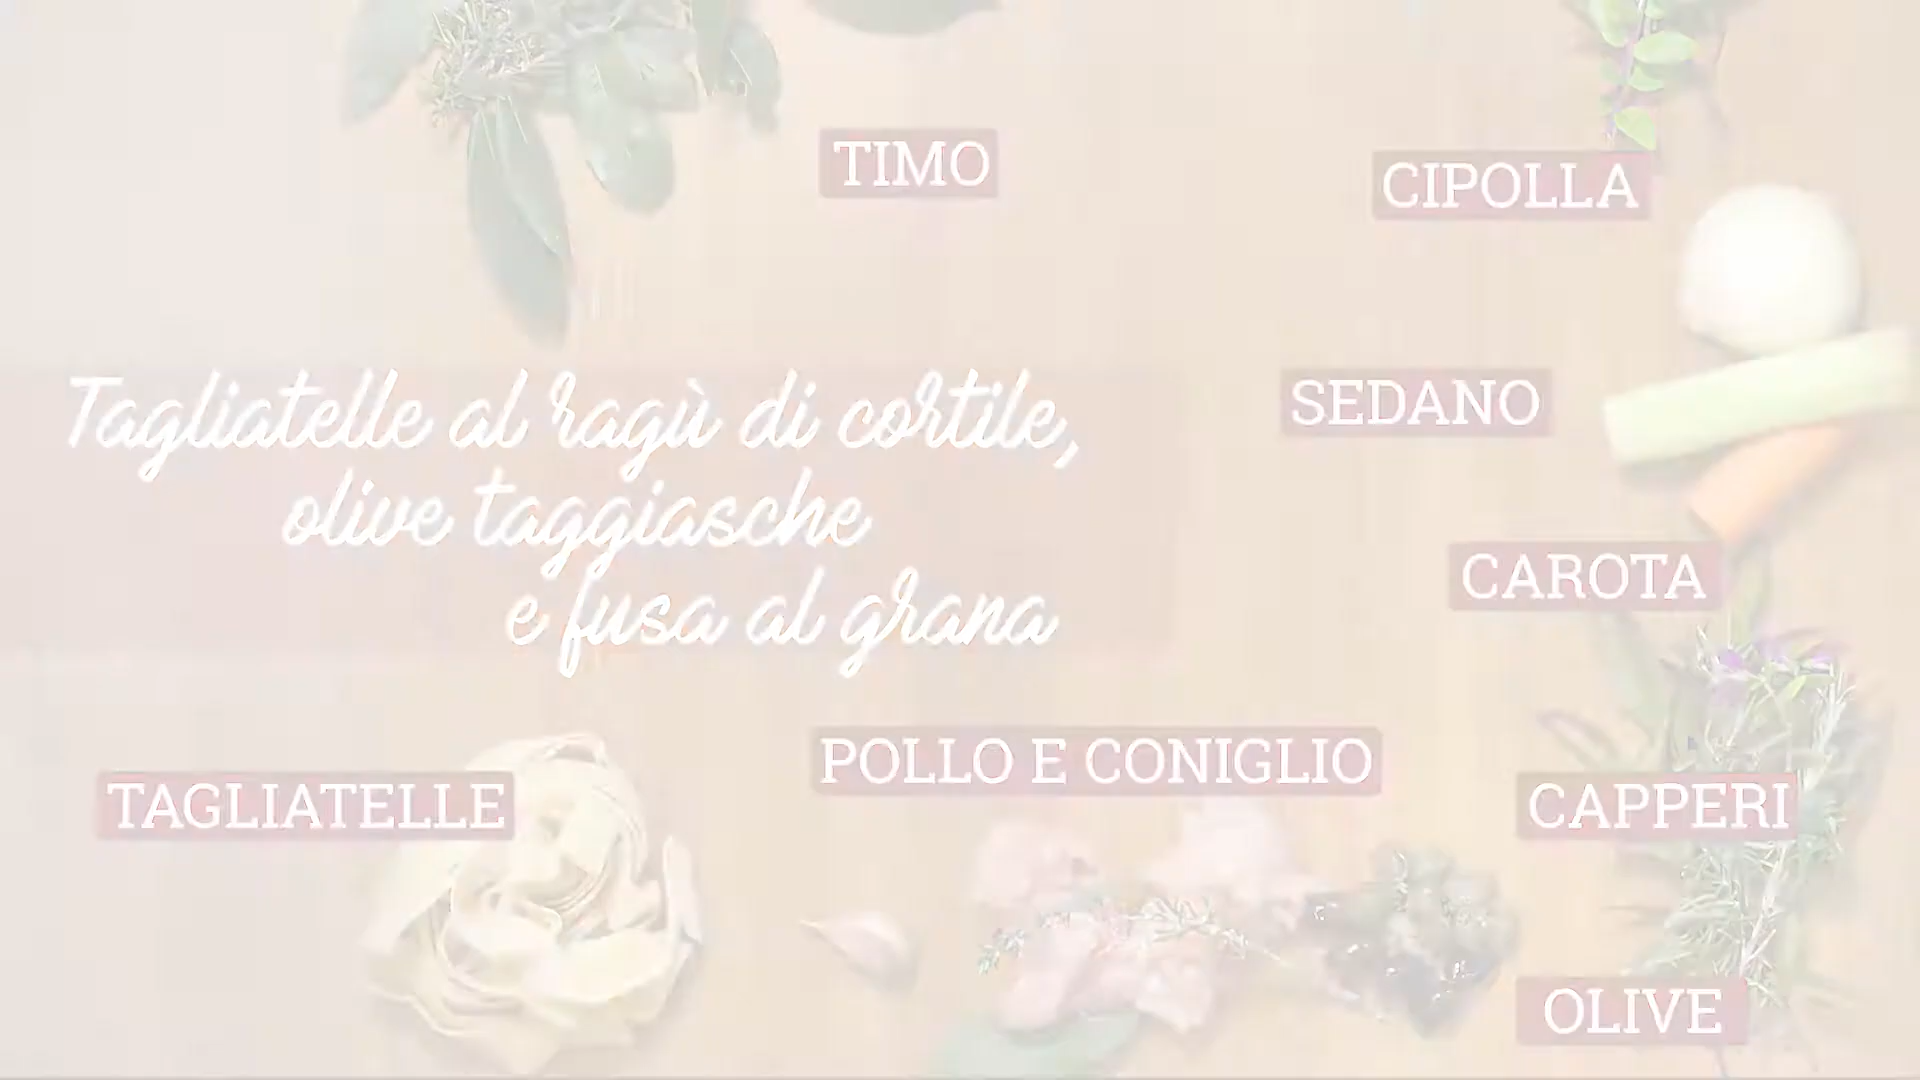 TIMO
CIPOLLA
Tagliatelle al ragù di cortile,
olive taggiasche
e fusa al grana
SEDANO
CAROTA
POLLO E CONIGLIO
TAGLIATELLE
CAPPERI
OLIVE